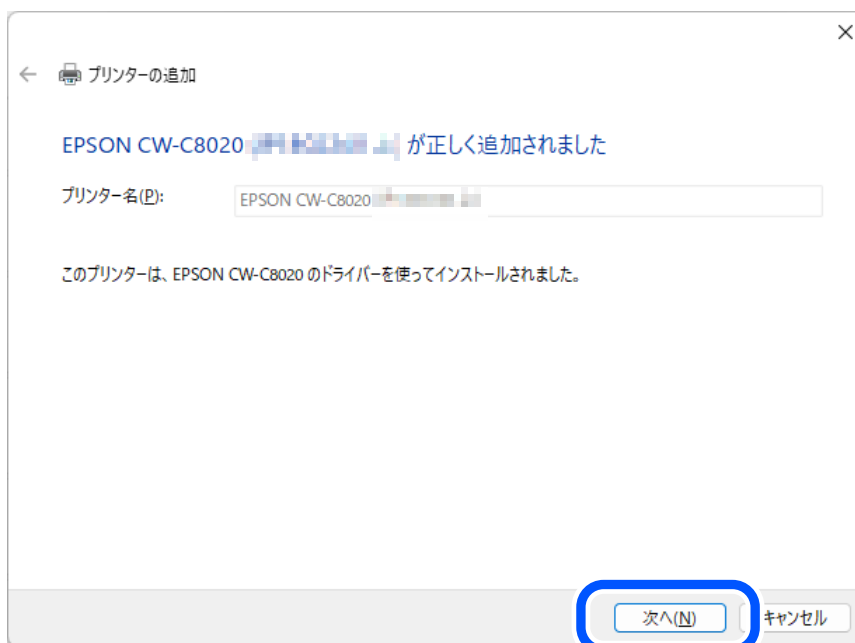 プリンターの追加
EPSON CW-C8020 が正しく追加されました
プリンター名(P): EPSON CW-C8020
このプリンターは、EPSON CW-C8020 のドライバーを使ってインストールされました。
次へ(N) キャンセル